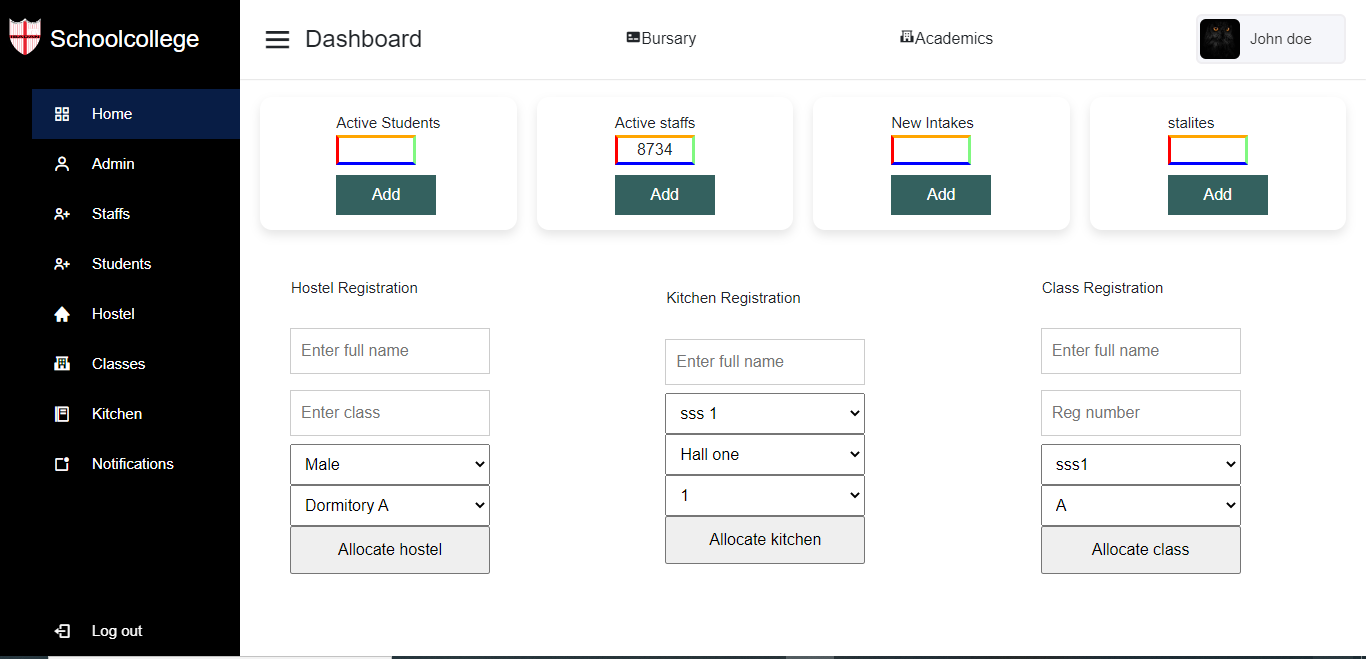 Schoolcollege
Dashboard
Bursary
Academics
John doe
Home
Admin
Staffs
Students
Hostel
Classes
Kitchen
Notifications
Log out
Active Students
Add
Active staffs
8734
Add
New Intakes
Add
stalites
Add
Hostel Registration
Enter full name
Enter class
Male
Dormitory A
Allocate hostel
Kitchen Registration
Enter full name
sss 1
Hall one
1
Allocate kitchen
Class Registration
Enter full name
Reg number
sss1
A
Allocate class